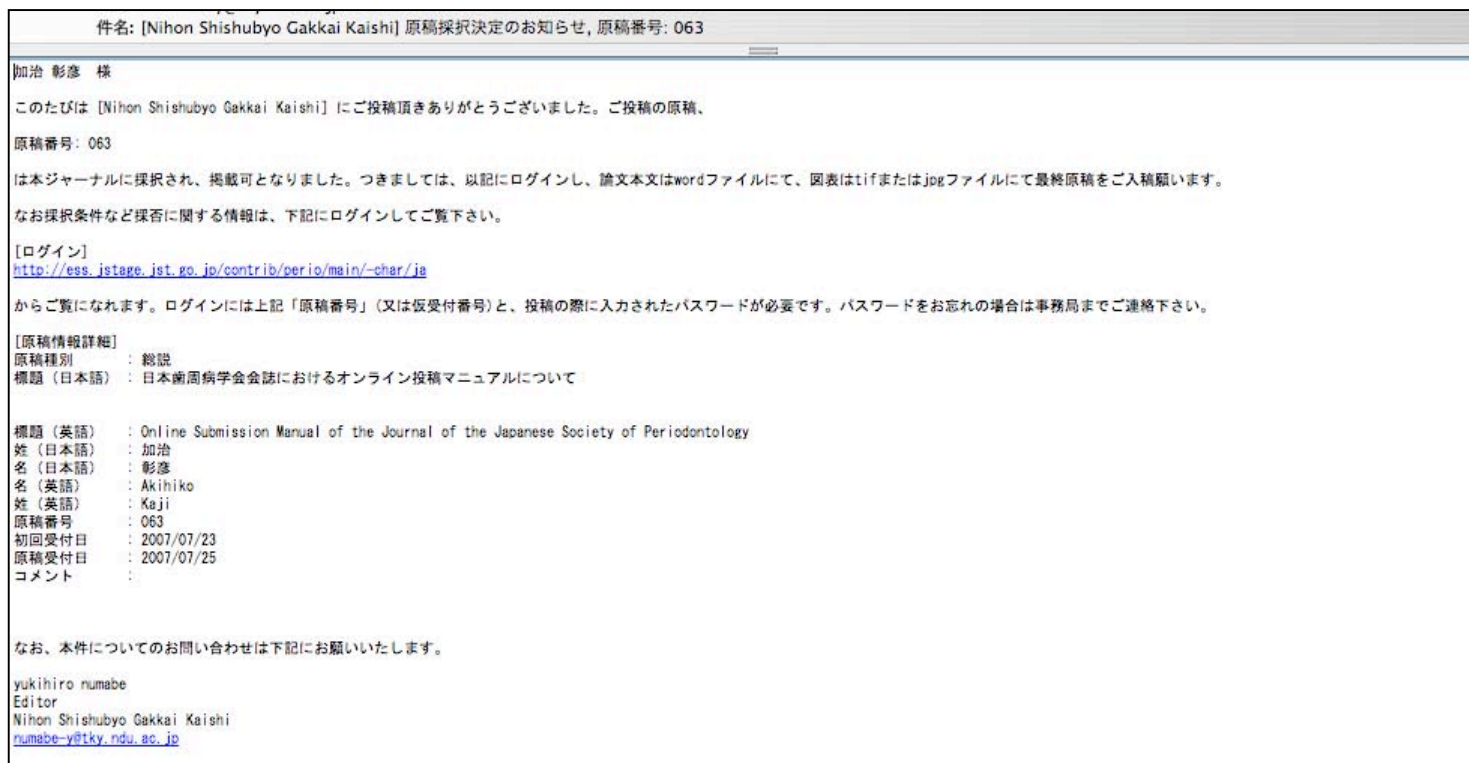 件名: [Nihon Shishubyo Gakkai Kaishi] 原稿採択決定のお知らせ, 原稿番号: 063
加治 彰彦　様
このたびは [Nihon Shishubyo Gakkai Kaishi] にご投稿頂きありがとうございました。ご投稿の原稿、
原稿番号: 063
は本ジャーナルに採択され、掲載可となりました。つきましては、以記にログインし、論文本文はwordファイルにて、図表はtifまたはjpgファイルにて最終原稿をご入稿願います。
なお採択条件など採否に関する情報は、下記にログインしてご覧下さい。
[ログイン]
http://ess.jstage.jst.go.jp/contrib/perio/main/-char/ja
からご覧になれます。ログインには上記「原稿番号」(又は仮受付番号)と、投稿の際に入力されたパスワードが必要です。パスワードをお忘れの場合は事務局までご連絡下さい。
[原稿情報詳細]
原稿種別　　　: 総説
標題（日本語）: 日本歯周病学会会誌におけるオンライン投稿マニュアルについて
標題（英語）　: Online Submission Manual of the Journal of the Japanese Society of Periodontology
姓（日本語）　: 加治
名（日本語）　: 彰彦
名（英語）　　: Akihiko
姓（英語）　　: Kaji
原稿番号　　　: 063
初回受付日　　: 2007/07/23
原稿受付日　　: 2007/07/25
コメント　　　:
なお、本件についてのお問い合わせは下記にお願いいたします。
yukihiro numabe
Editor
Nihon Shishubyo Gakkai Kaishi
numabe-y@tky.ndu.ac.jp